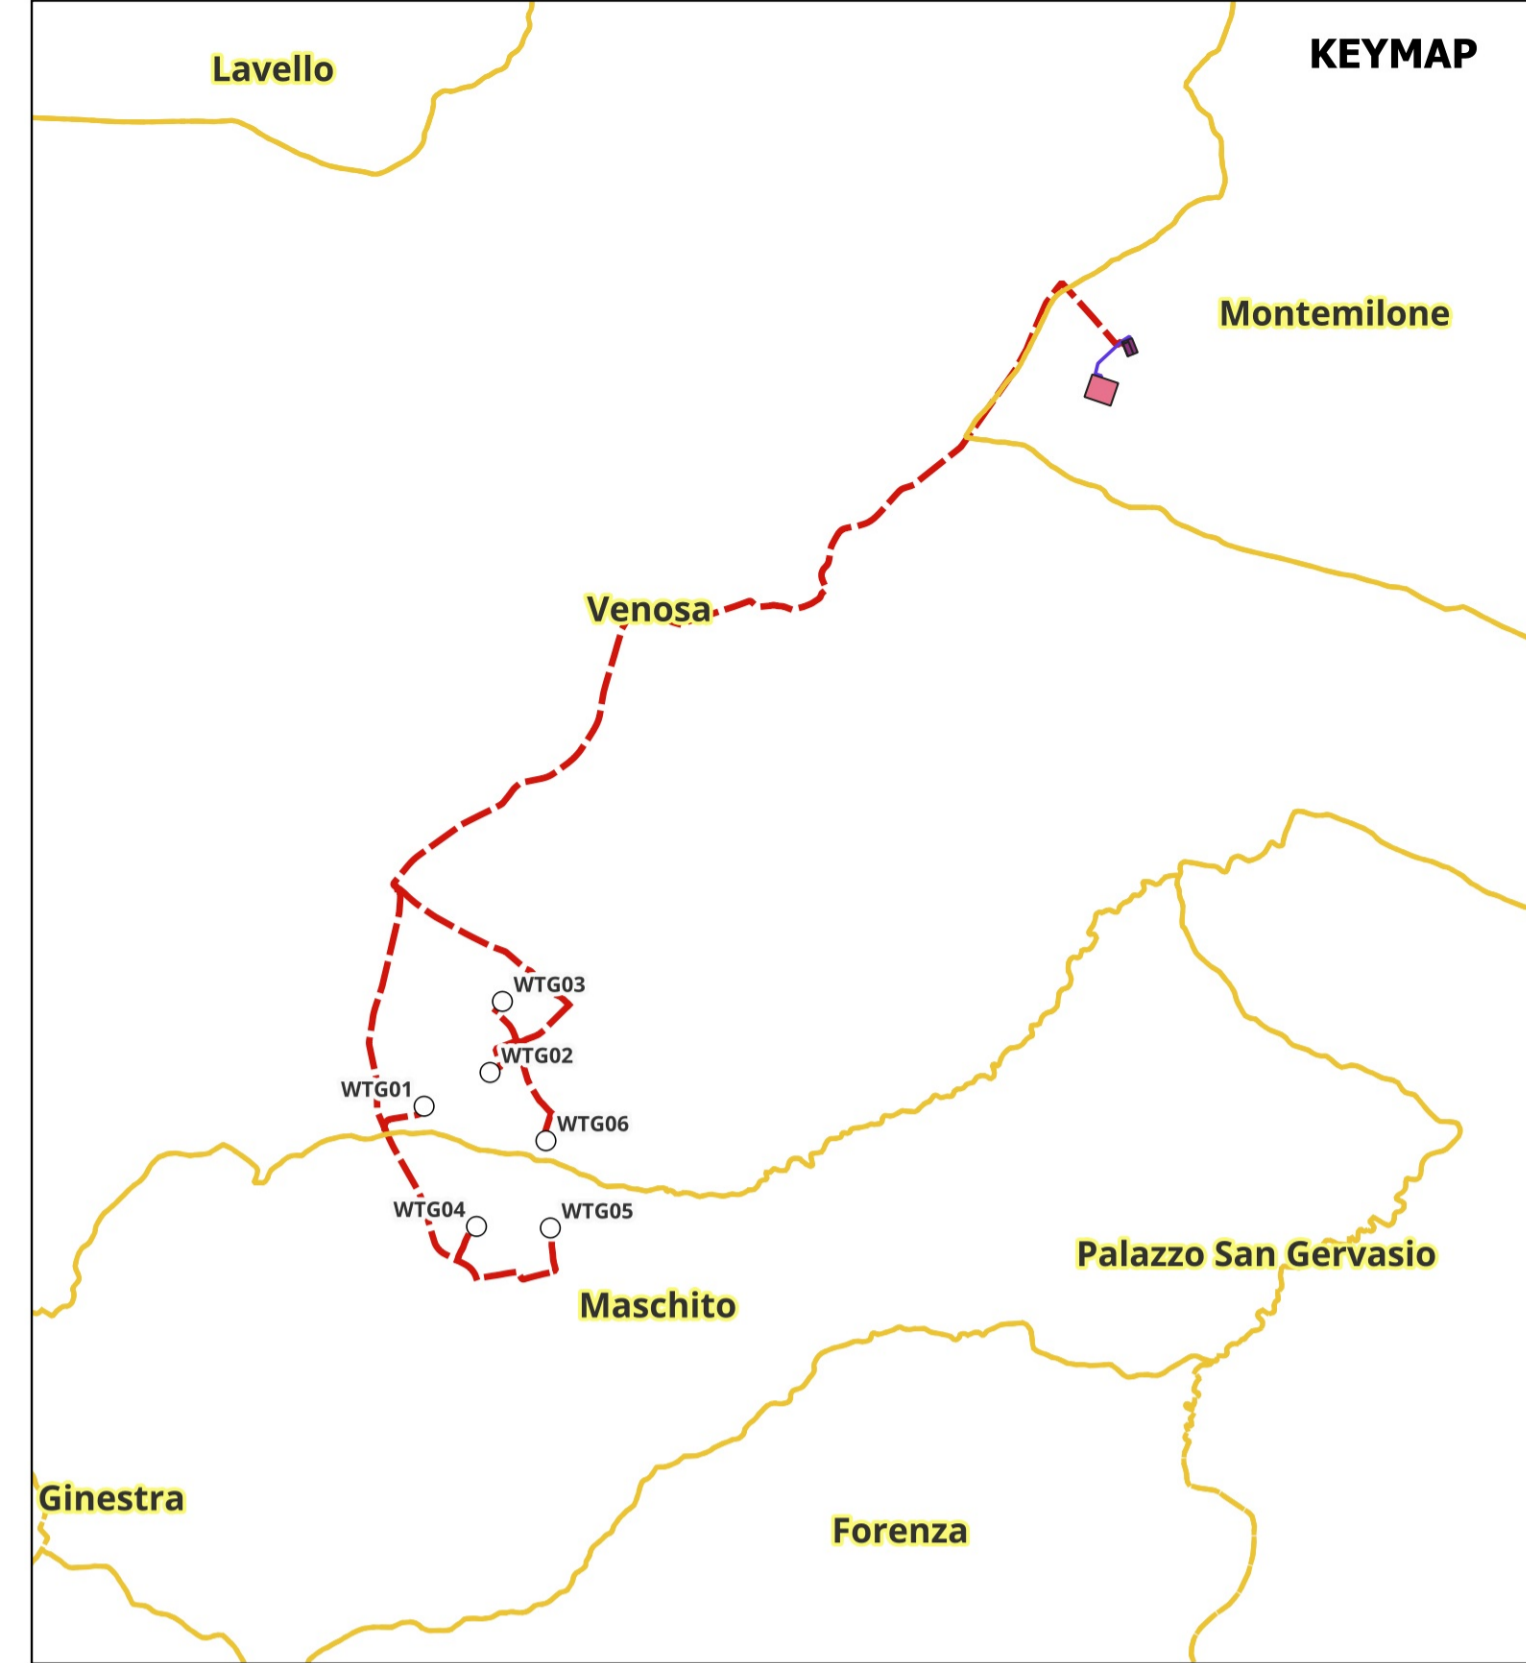 KEYMAP
Lavello
Montemilone
Venosa
WTG03
WTG02
WTG01
WTG06
WTG04
WTG05
Palazzo San Gervasio
Maschito
Ginestra
Forenza